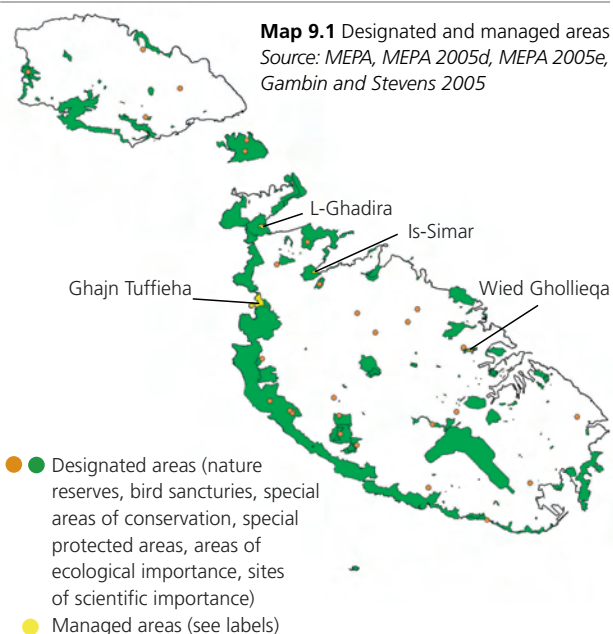 Map 9.1 Designated and managed areas
Source: MEPA, MEPA 2005d, MEPA 2005e,
Gambin and Stevens 2005
L-Ghadira
Is-Simar
Ghajn Tuffieha
Wied Ghollieqa
Designated areas (nature
reserves, bird sancturies, special
areas of conservation, special
protected areas, areas of
ecological importance, sites
of scientific importance)
Managed areas (see labels)